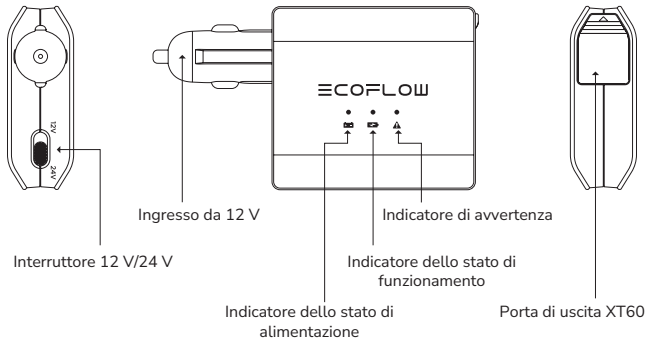 ECOFLOW
12V
24V
Ingresso da 12 V
Indicatore di avvertenza
Interruttore 12 V/24 V
Indicatore dello stato di
funzionamento
Indicatore dello stato di
alimentazione
Porta di uscita XT60